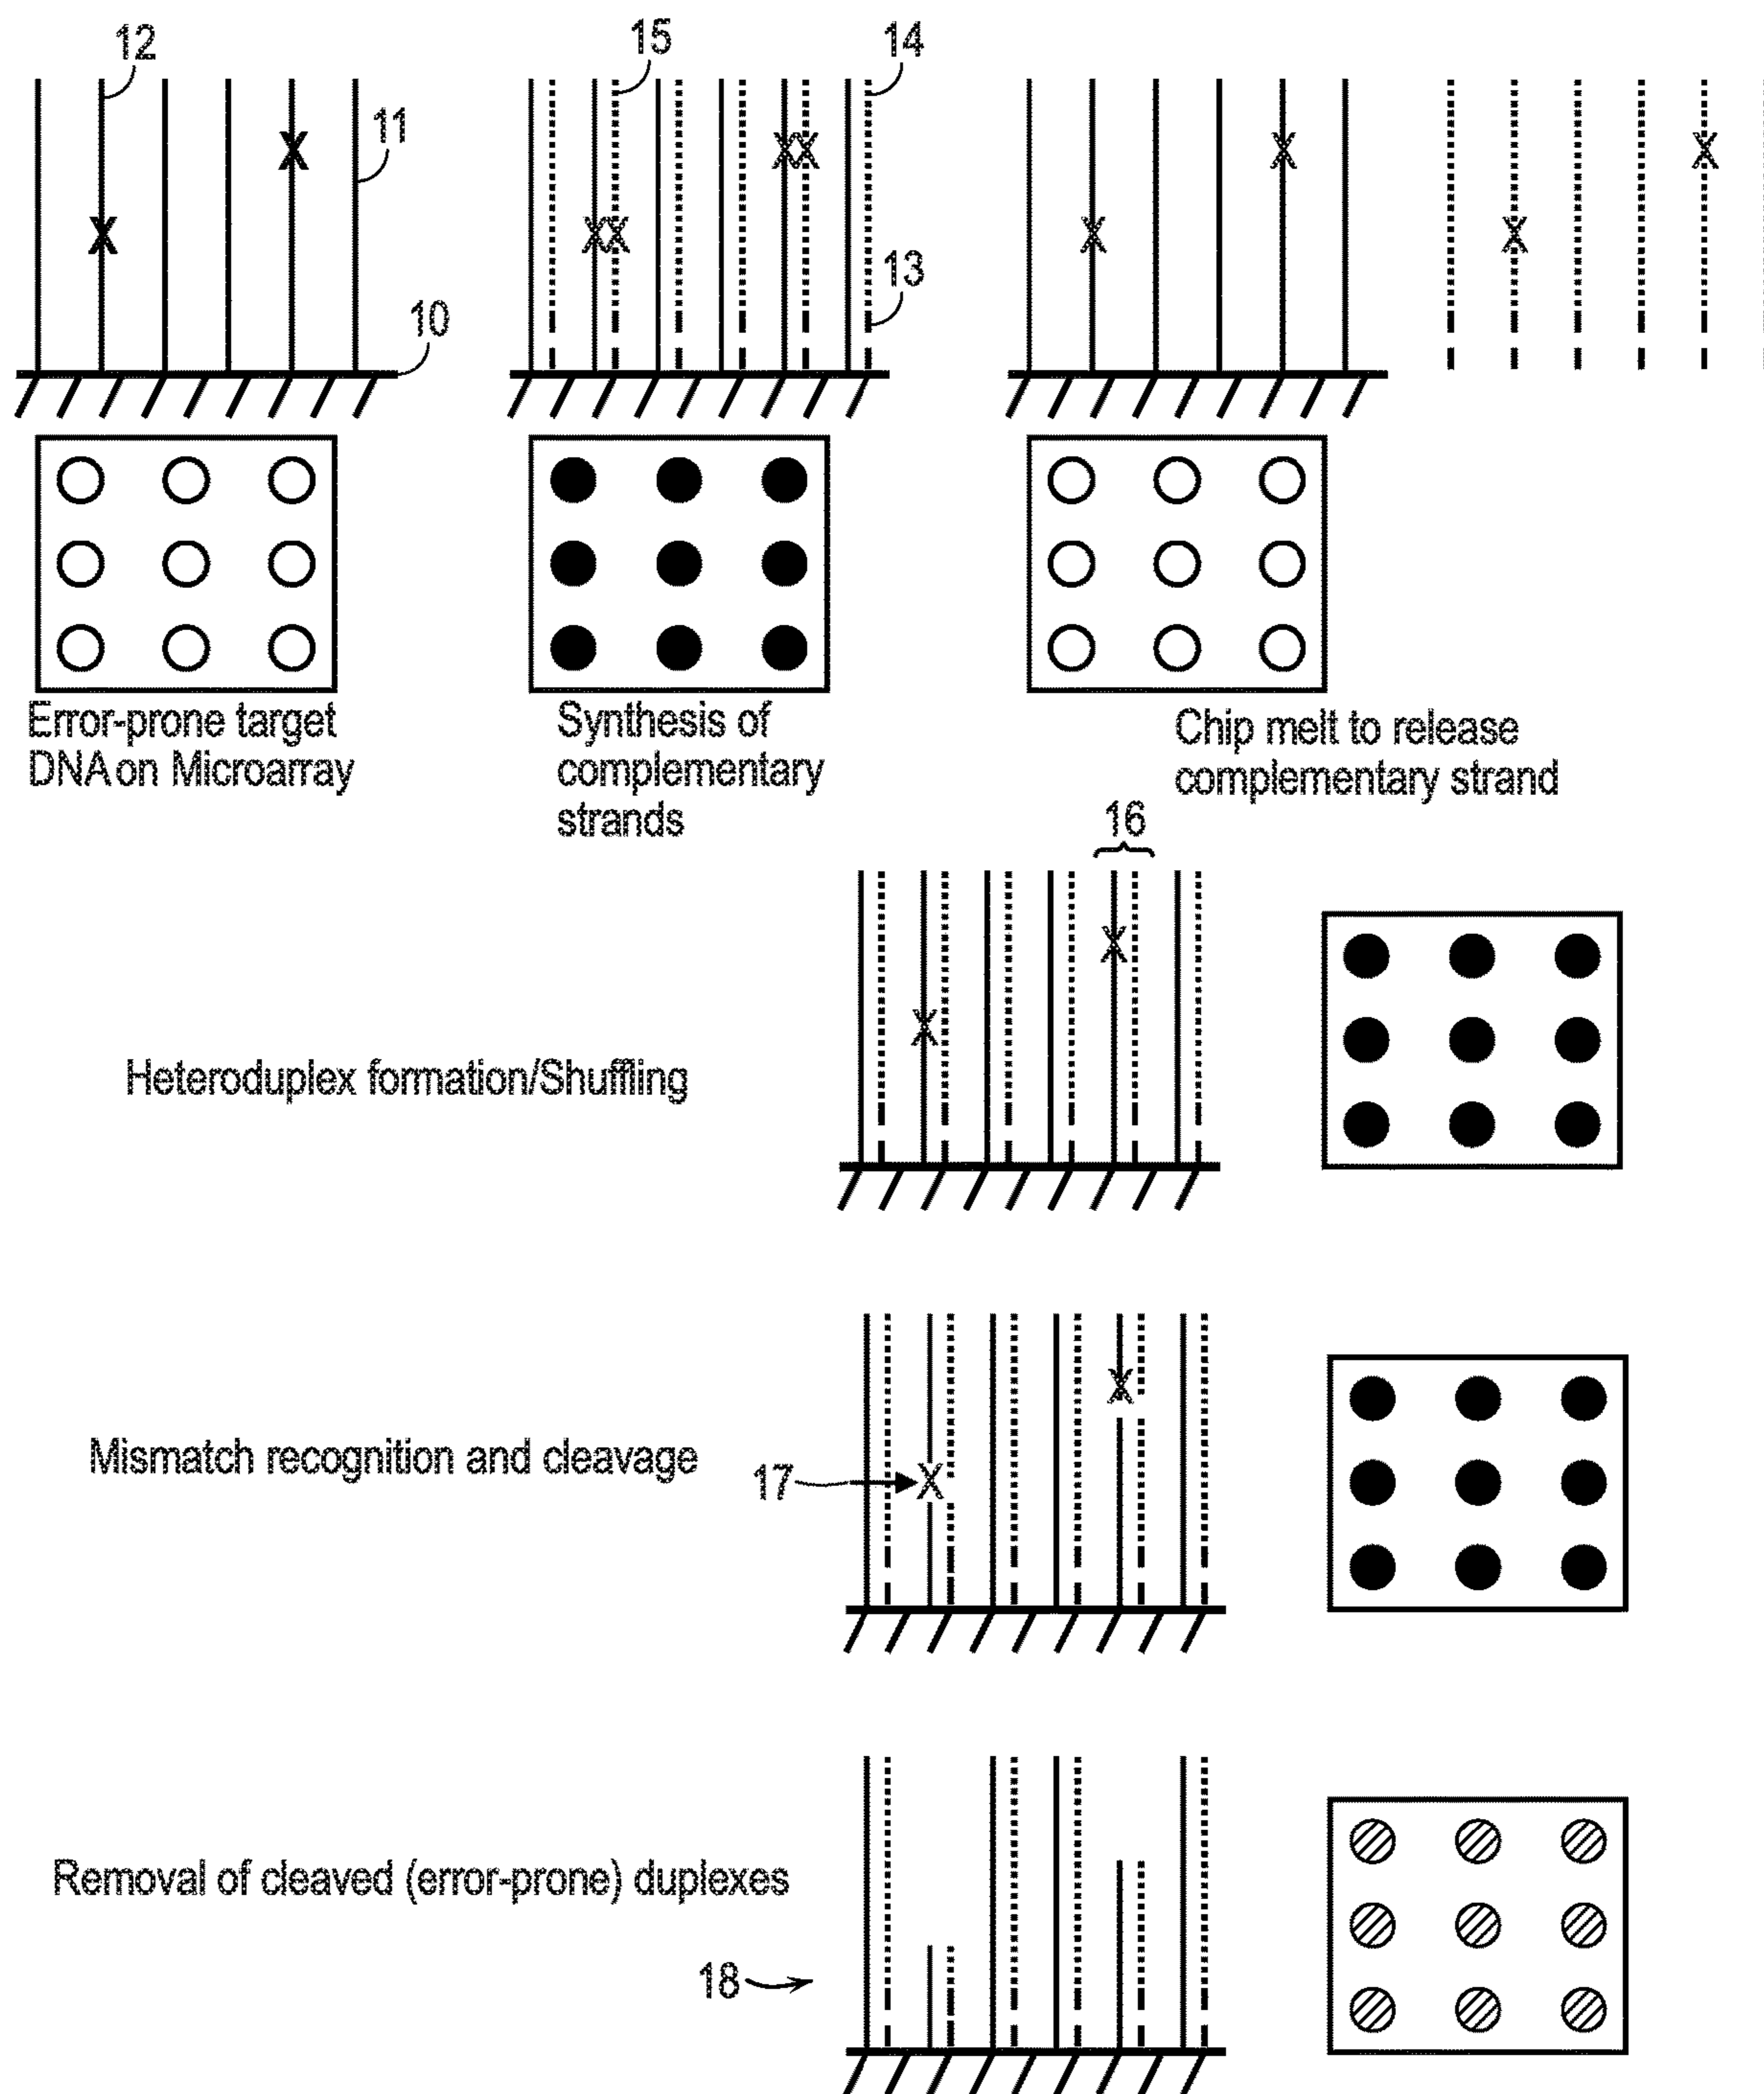 12
15
14
X
11
X
X
XX
X
X
X
XX
X
X
13
10
Error-prone target
DNA on Microarray
Synthesis of
complementary
strands
Chip melt to release
complementary strand
16
X
X
Heteroduplex formation/Shuffling
X
Mismatch recognition and cleavage
17
X
Removal of cleaved (error-prone) duplexes
18